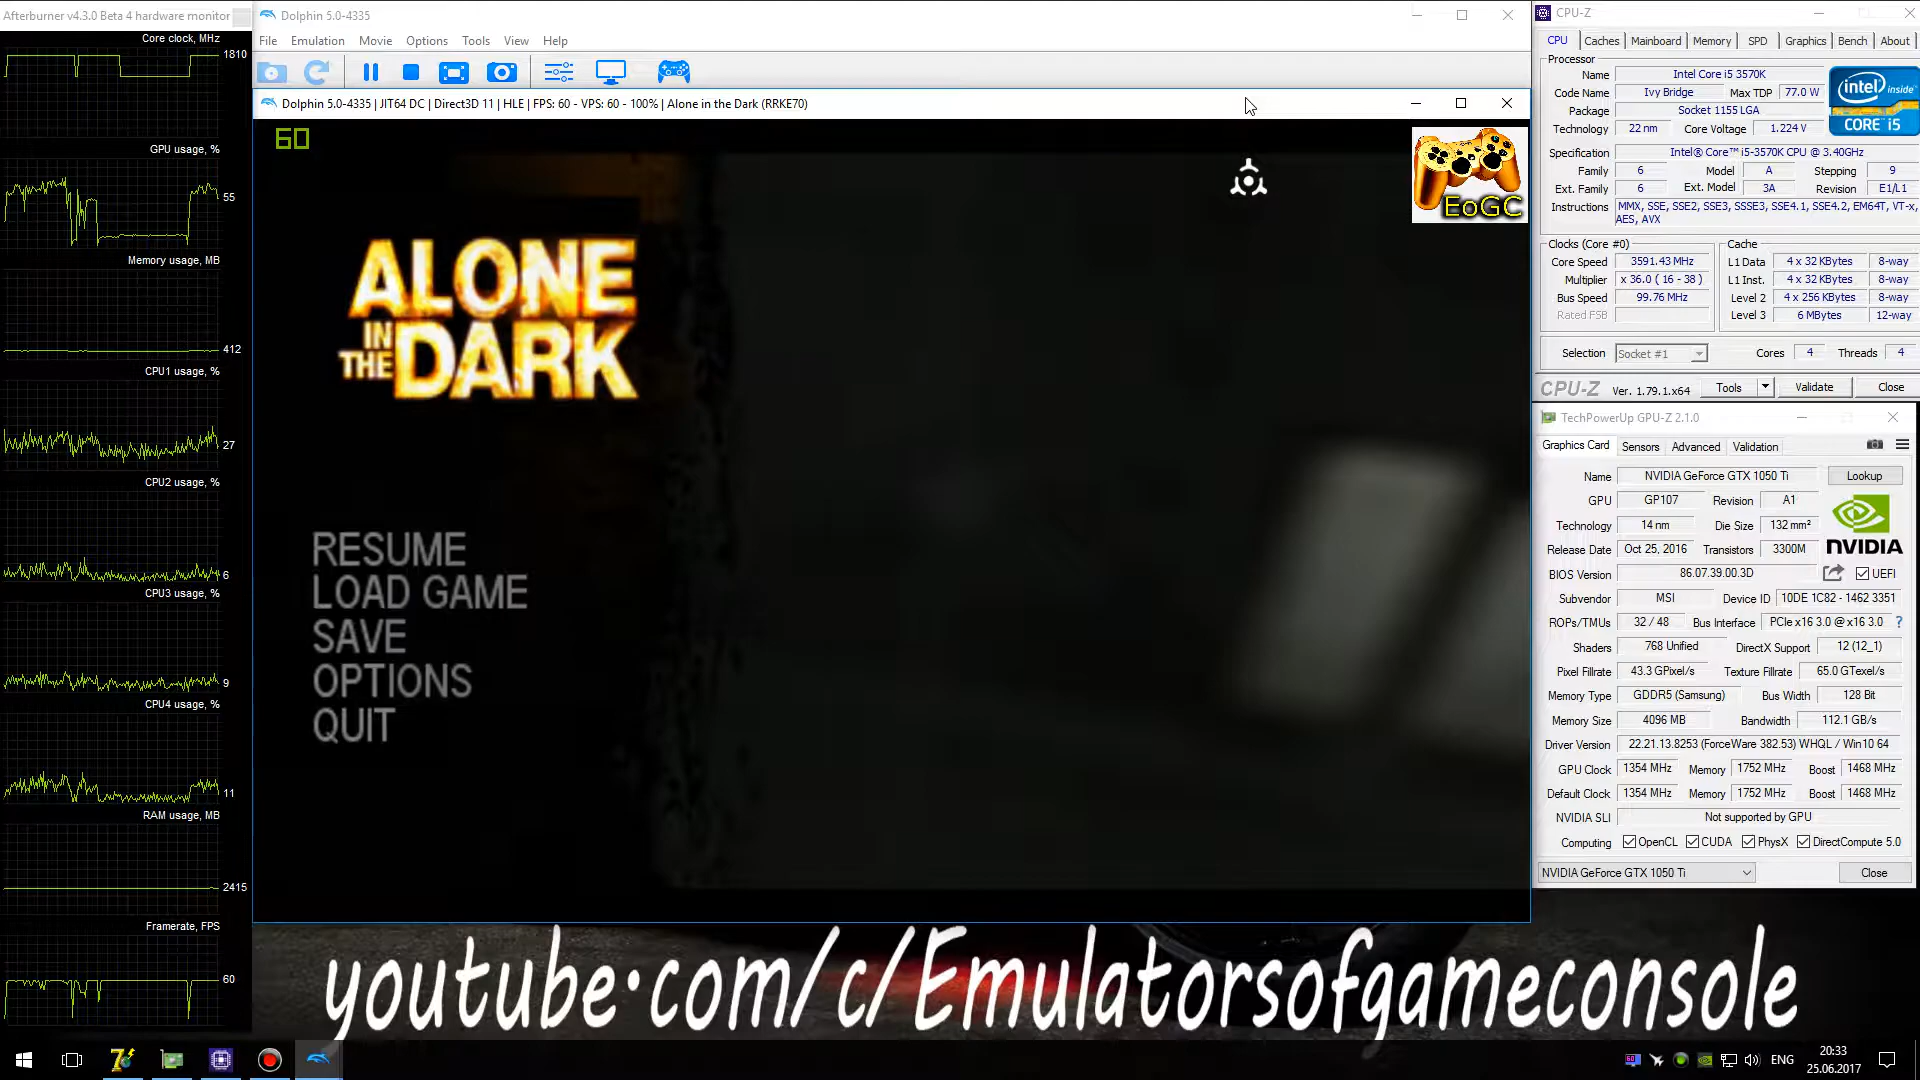 Afterburner v4.3.0 Beta 4 hardware monitor
Core clock, MHz
1810
GPU usage, %
55
Memory usage, MB
412
CPU1 usage, %
27
CPU2 usage, %
6
CPU3 usage, %
9
CPU4 usage, %
11
RAM usage, MB
2415
Framerate, FPS
60
Dolphin 5.0-4335
File Emulation Movie Options Tools View Help
Dolphin 5.0-4335 | JIT64 DC | Direct3D 11 | HLE | FPS: 60 - VPS: 60 - 100% | Alone in the Dark (RRKE70)
60
EoGC
ALONE
IN
THE DARK
RESUME
LOAD GAME
SAVE
OPTIONS
QUIT
CPU-Z
CPU Caches Mainboard Memory SPD Graphics Bench About
Processor
Name Intel Core i5 3570K
Code Name Ivy Bridge Max TDP 77.0 W
Package Socket 1155 LGA
Technology 22 nm Core Voltage 1.224 V
intel inside
CORE i5
Specification Intel® Core™ i5-3570K CPU @ 3.40GHz
Family 6 Model A Stepping 9
Ext. Family 6 Ext. Model 3A Revision E1/L1
Instructions MMX, SSE, SSE2, SSE3, SSSE3, SSE4.1, SSE4.2, EM64T, VT-x,
AES, AVX
Clocks (Core #0) Cache
Core Speed 3591.43 MHz L1 Data 4 x 32 KBytes 8-way
Multiplier x 36.0 ( 16 - 38 ) L1 Inst. 4 x 32 KBytes 8-way
Bus Speed 99.76 MHz Level 2 4 x 256 KBytes 8-way
Rated FSB Level 3 6 MBytes 12-way
Selection Socket #1 Cores 4 Threads 4
CPU-Z Ver. 1.79.1.x64 Tools Validate Close
TechPowerUp GPU-Z 2.1.0
Graphics Card Sensors Advanced Validation
Name NVIDIA GeForce GTX 1050 Ti Lookup
GPU GP107 Revision A1
Technology 14 nm Die Size 132 mm²
Release Date Oct 25, 2016 Transistors 3300M
NVIDIA
BIOS Version 86.07.39.00.3D UEFI
Subvendor MSI Device ID 10DE 1C82 - 1462 3351
ROPs/TMUs 32 / 48 Bus Interface PCIe x16 3.0 @ x16 3.0 ?
Shaders 768 Unified DirectX Support 12 (12_1)
Pixel Fillrate 43.3 GPixel/s Texture Fillrate 65.0 GTexel/s
Memory Type GDDR5 (Samsung) Bus Width 128 Bit
Memory Size 4096 MB Bandwidth 112.1 GB/s
Driver Version 22.21.13.8253 (ForceWare 382.53) WHQL / Win10 64
GPU Clock 1354 MHz Memory 1752 MHz Boost 1468 MHz
Default Clock 1354 MHz Memory 1752 MHz Boost 1468 MHz
NVIDIA SLI Not supported by GPU
Computing OpenCL CUDA PhysX DirectCompute 5.0
NVIDIA GeForce GTX 1050 Ti Close
youtube.com/c/Emulatorsofgameconsole
ENG
20:33
25.06.2017